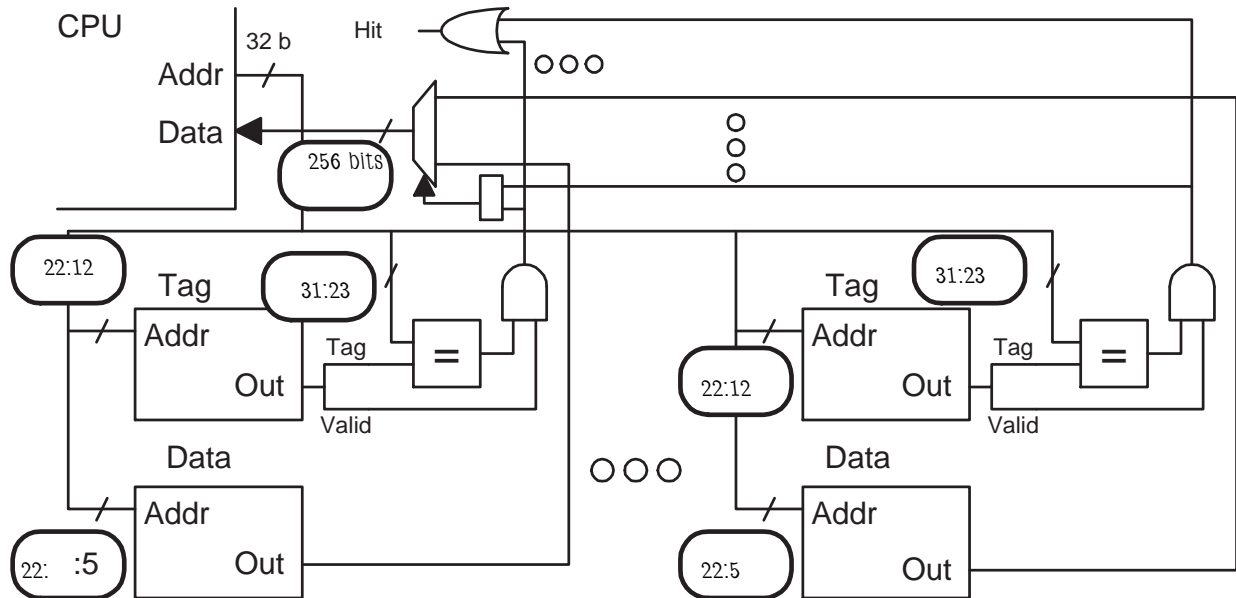 CPU
Hit
32 b
Addr
Data
256 bits
22:12
31:23
31:23
Tag
Tag
Addr
Tag
=
Out
Valid
22:12
Addr
Tag
=
Out
Valid
Data
Data
Addr
Out
22: :5
Addr
Out
22:5